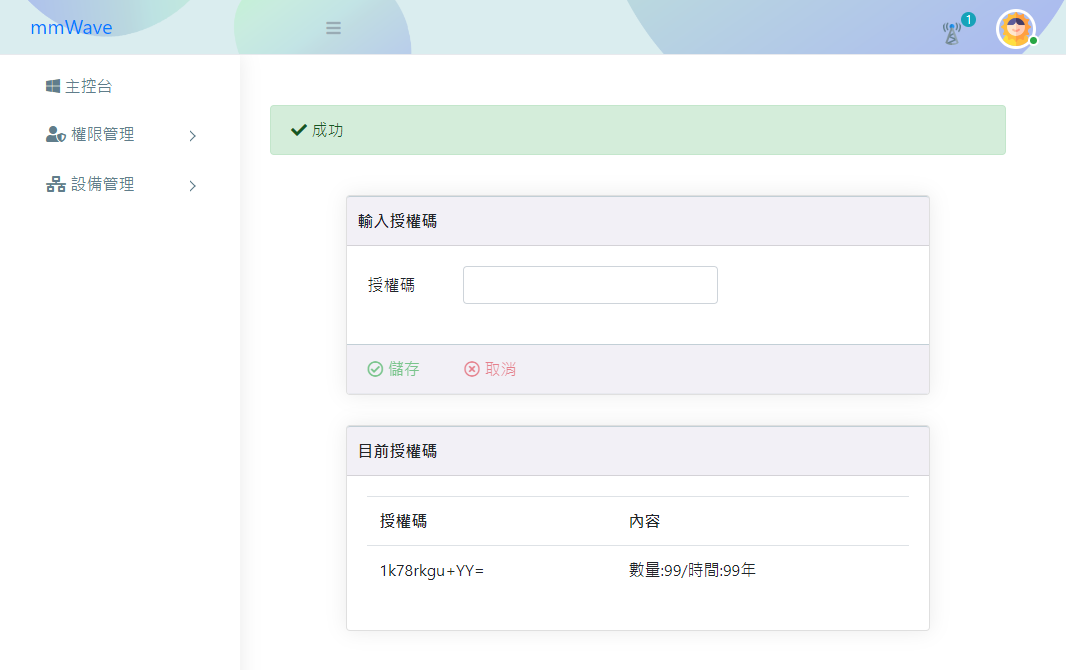 mmWave
1
主控台
權限管理
設備管理
成功
輸入授權碼
授權碼
儲存 取消
目前授權碼
授權碼 內容
1k78rkgu+YY= 數量:99/時間:99年